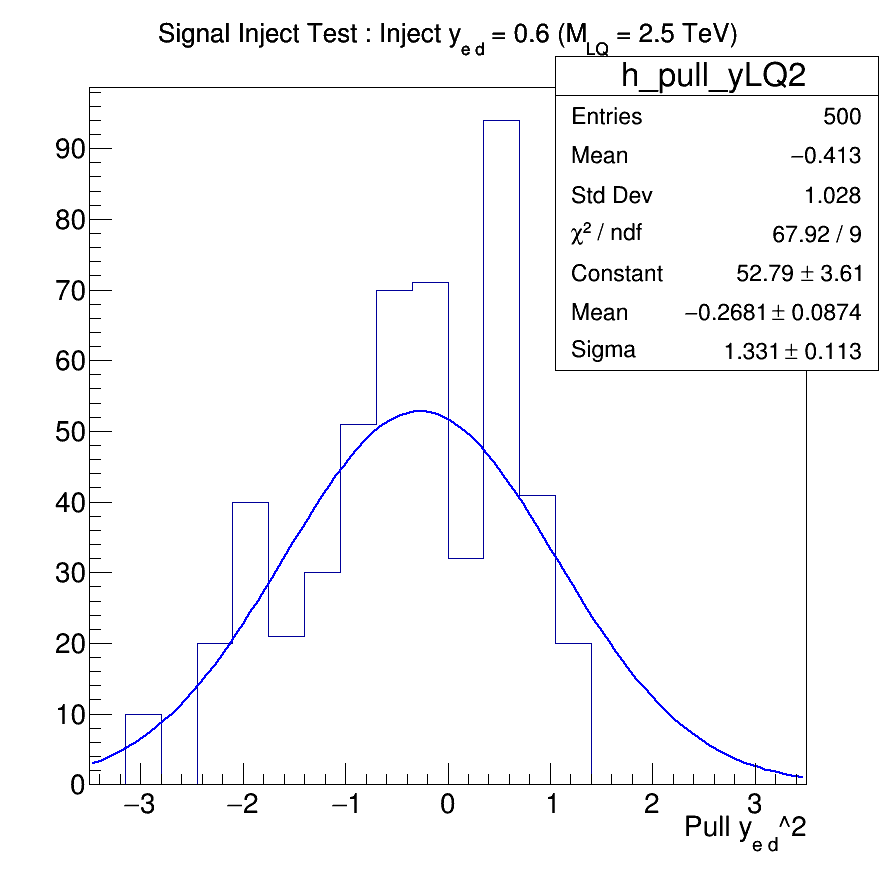 Signal Inject Test : Inject y_{e d} = 0.6 (M_{LQ} = 2.5 TeV)
h_pull_yLQ2
Entries 500
Mean −0.413
Std Dev 1.028
χ² / ndf 67.92 / 9
Constant 52.79 ± 3.61
Mean −0.2681 ± 0.0874
Sigma 1.331 ± 0.113
90
80
70
60
50
40
30
20
10
0
−3 −2 −1 0 1 2 3
Pull y_{e d}^2